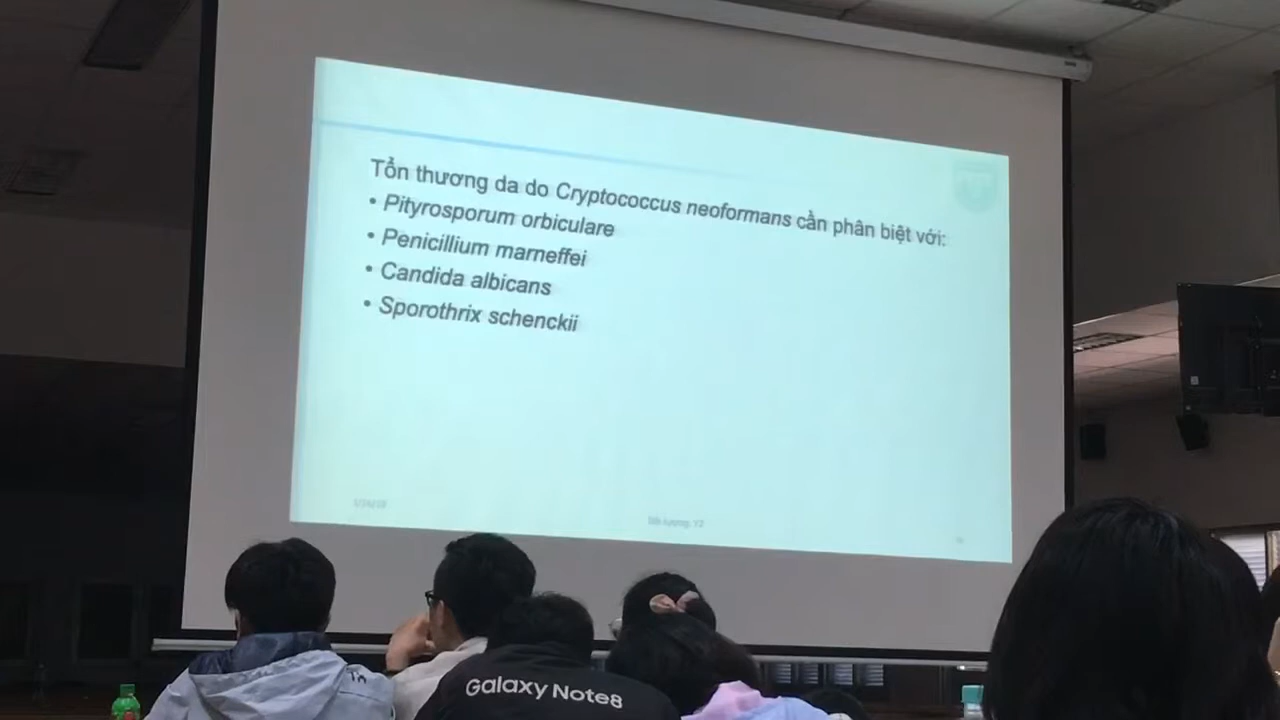 Tổn thương da do Cryptococcus neoformans cần phân biệt với:
• Pityrosporum orbiculare
• Penicillium marneffei
• Candida albicans
• Sporothrix schenckii
Galaxy Note8